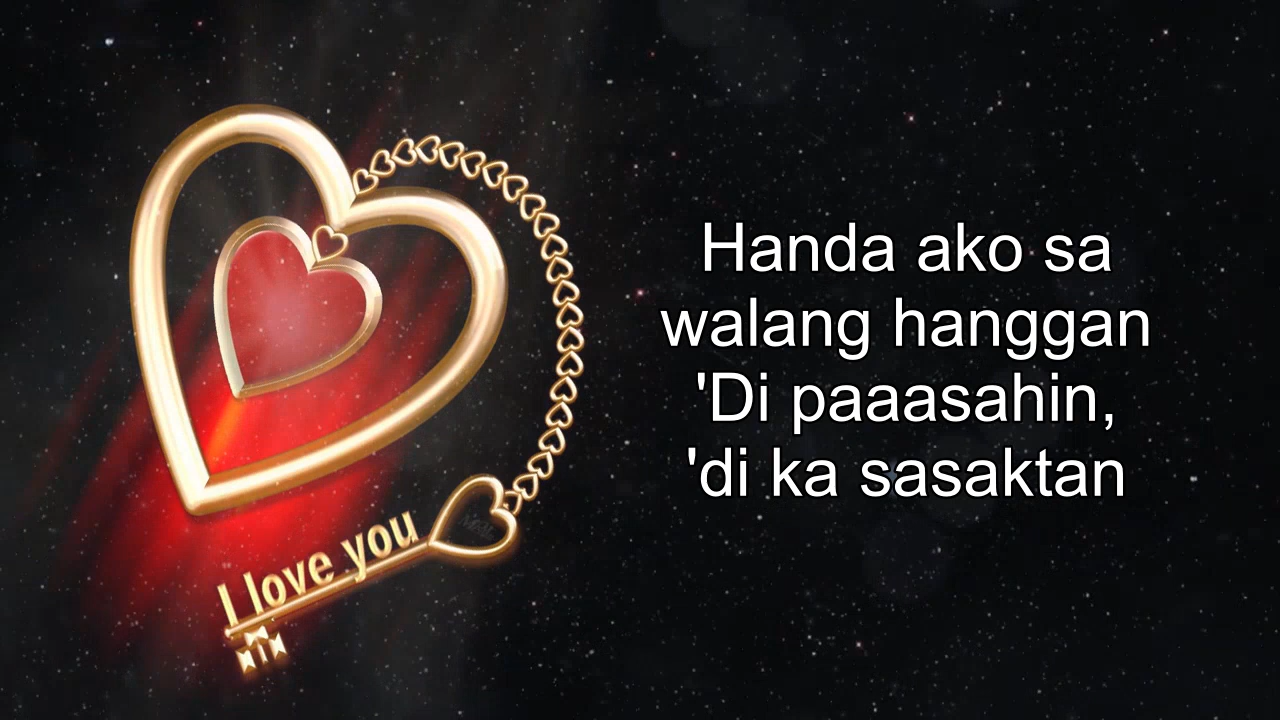 Handa ako sa
walang hanggan
'Di paaasahin,
'di ka sasaktan
I love you